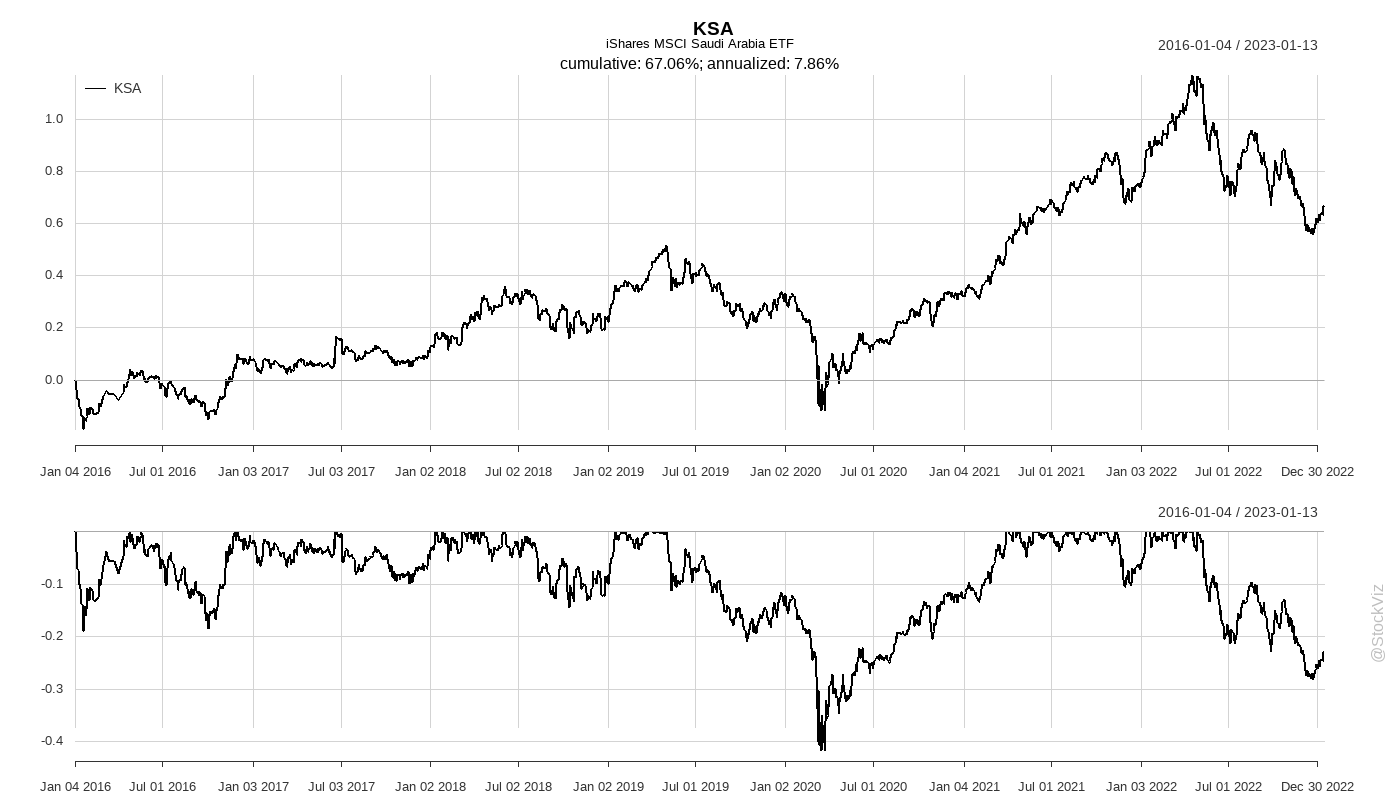 KSA
iShares MSCI Saudi Arabia ETF
cumulative: 67.06%; annualized: 7.86%
2016-01-04 / 2023-01-13
KSA
1.0
0.8
0.6
0.4
0.2
0.0
Jan 04 2016 Jul 01 2016 Jan 03 2017 Jul 03 2017 Jan 02 2018 Jul 02 2018 Jan 02 2019 Jul 01 2019 Jan 02 2020 Jul 01 2020 Jan 04 2021 Jul 01 2021 Jan 03 2022 Jul 01 2022 Dec 30 2022
2016-01-04 / 2023-01-13
-0.1
-0.2
-0.3
-0.4
Jan 04 2016 Jul 01 2016 Jan 03 2017 Jul 03 2017 Jan 02 2018 Jul 02 2018 Jan 02 2019 Jul 01 2019 Jan 02 2020 Jul 01 2020 Jan 04 2021 Jul 01 2021 Jan 03 2022 Jul 01 2022 Dec 30 2022
@StockViz